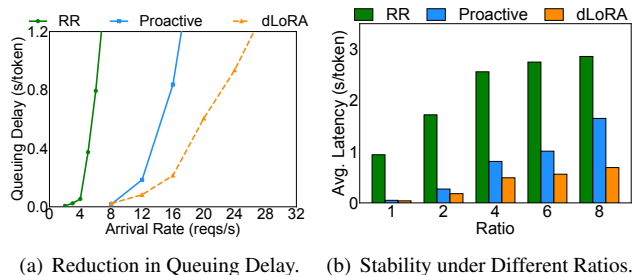 RR Proactive dLoRA
Queuing Delay (s/token)
1.2
0.8
0.4
0.0
0 4 8 12 16 20 24 28 32
Arrival Rate (reqs/s)
(a) Reduction in Queuing Delay.
RR Proactive dLoRA
Avg. Latency (s/token)
3
2
1
0
1 2 4 6 8
Ratio
(b) Stability under Different Ratios.